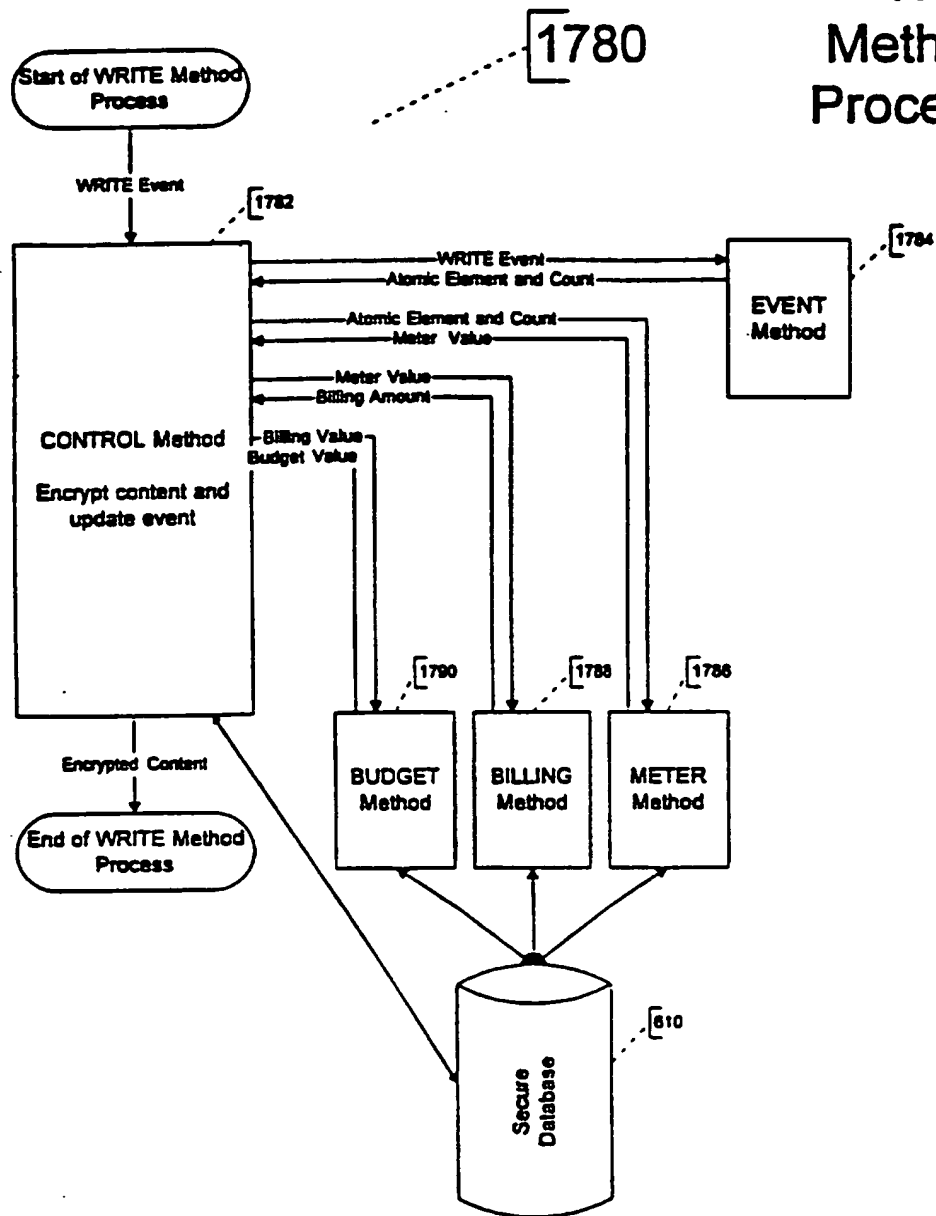 1780
Meth
Proce
Start of WRITE Method
Process
WRITE Event
1782
WRITE Event
1784
Atomic Element and Count
EVENT
Method
Atomic Element and Count
Meter Value
Meter Value
Billing Amount
CONTROL Method
Billing Value
Budget Value
Encrypt content and
update event
1790
1788
1786
Encrypted Content
BUDGET
Method
BILLING
Method
METER
Method
End of WRITE Method
Process
610
Secure
Database